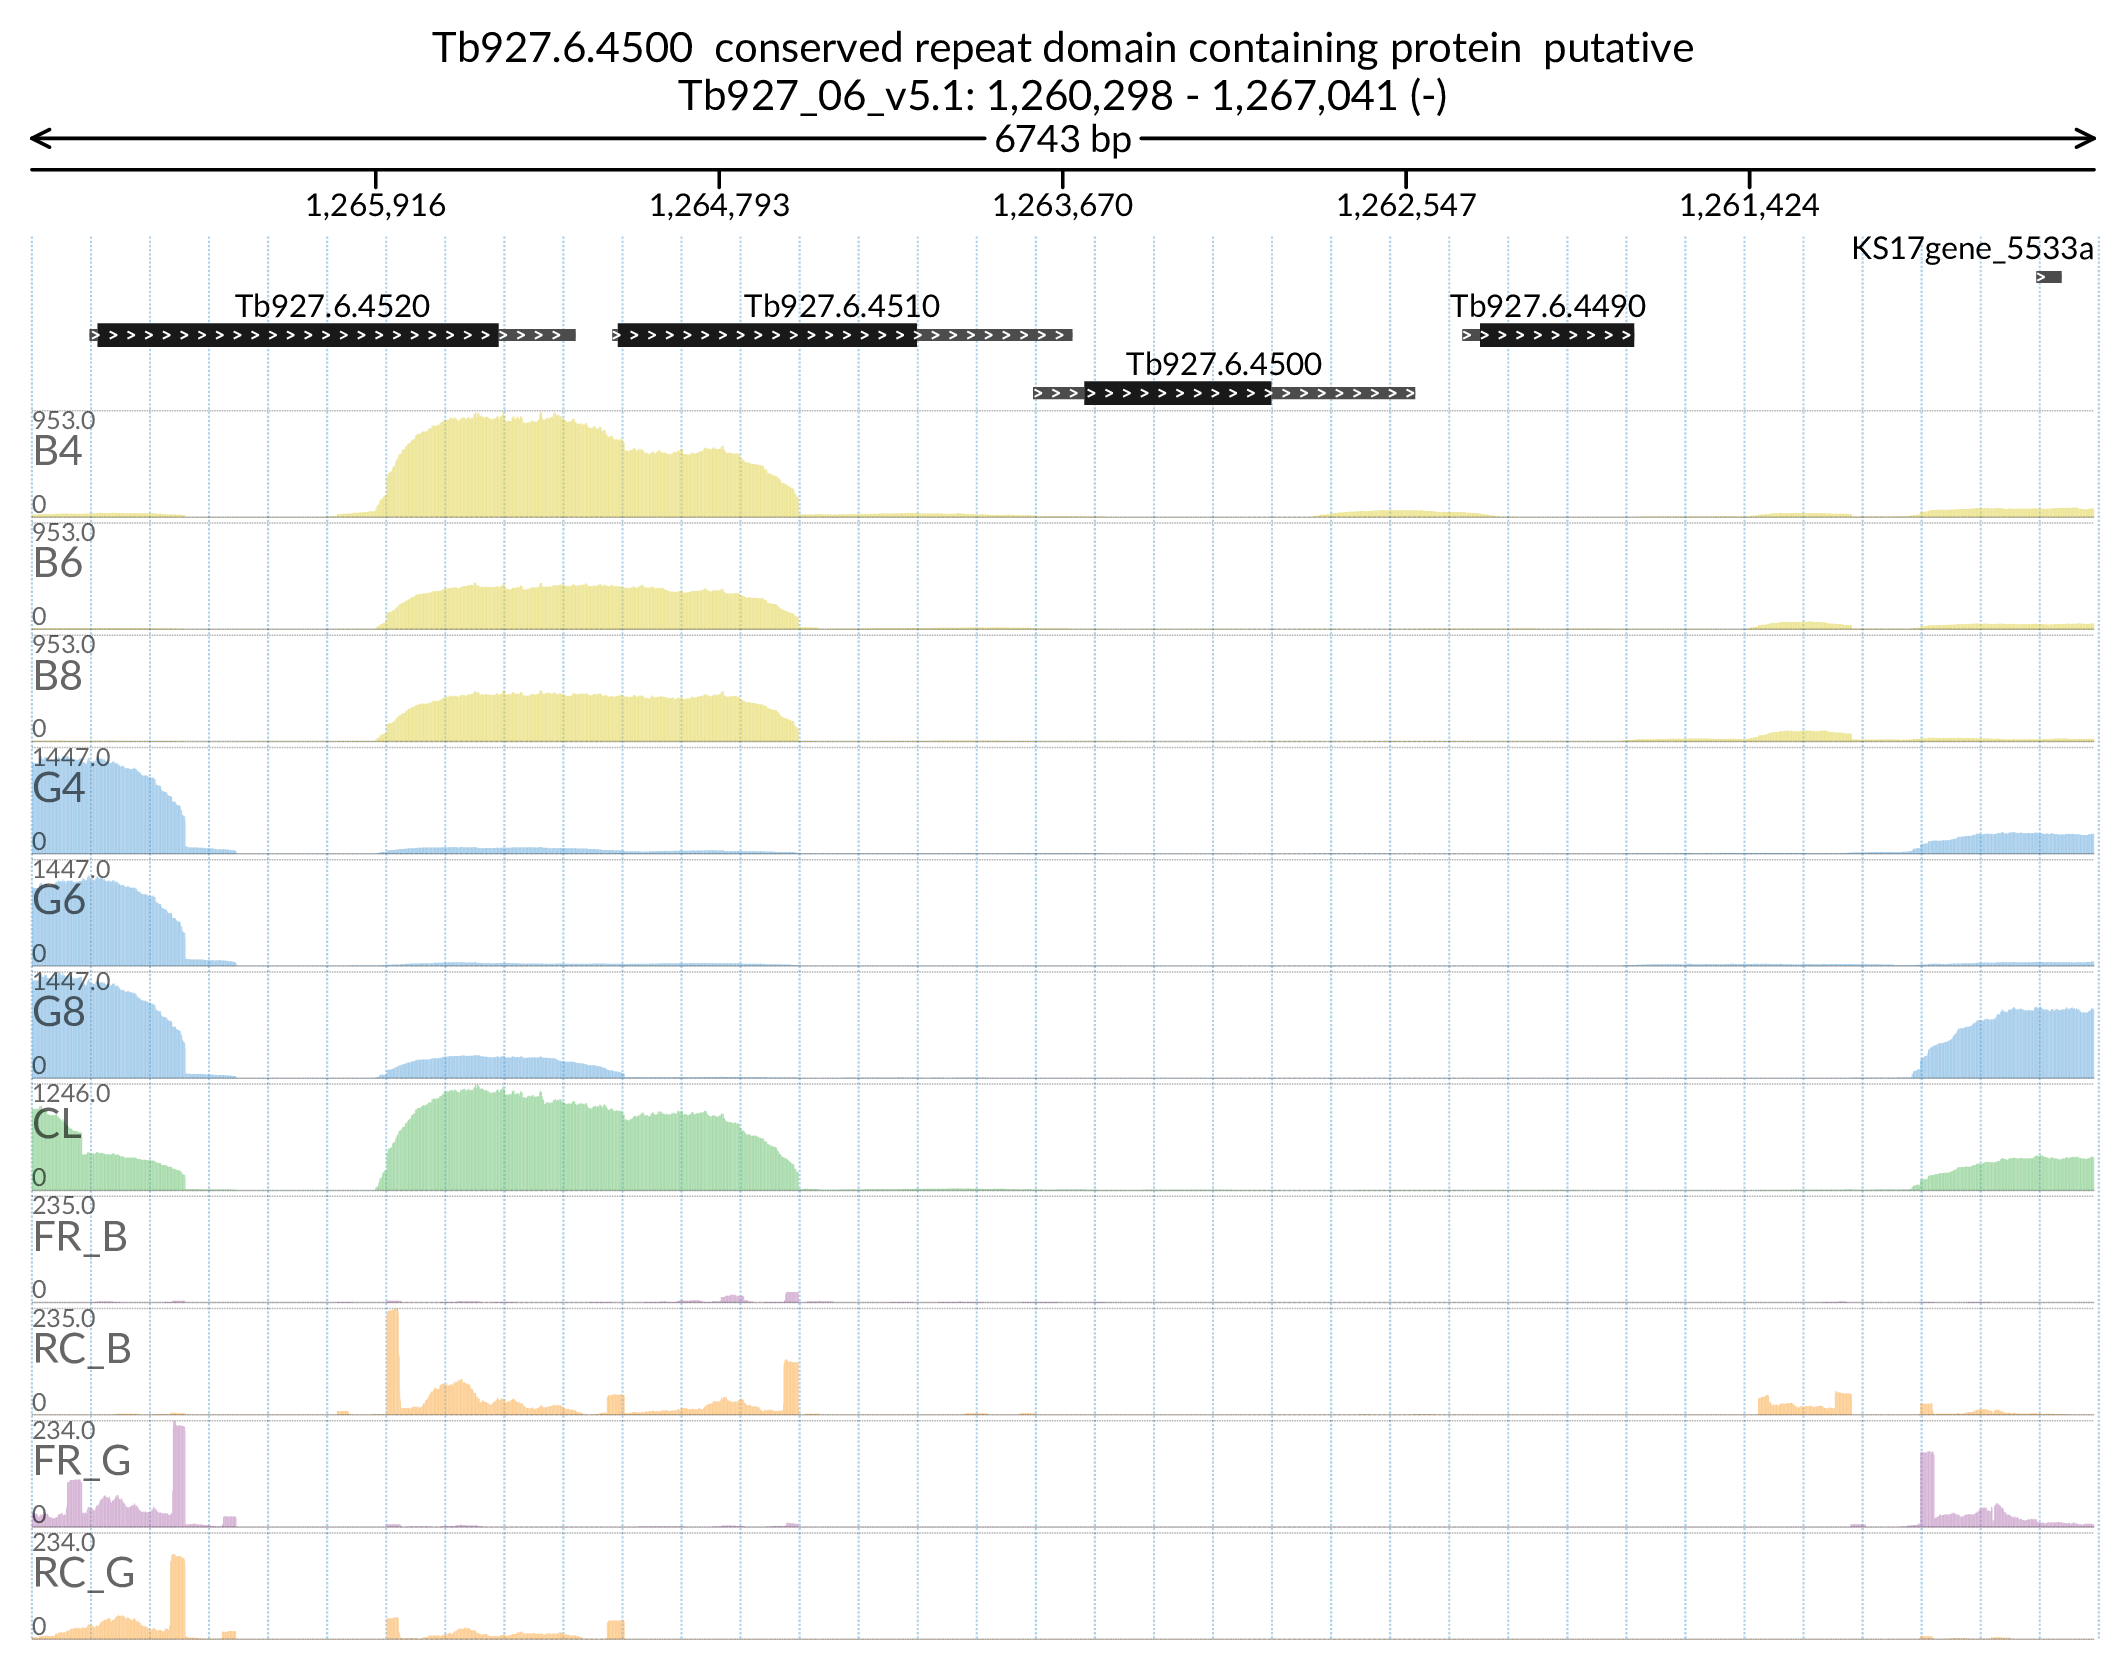 Tb927.6.4500  conserved repeat domain containing protein  putative
Tb927_06_v5.1: 1,260,298 - 1,267,041 (-)
6743 bp
1,265,916 1,264,793 1,263,670 1,262,547 1,261,424
KS17gene_5533a
Tb927.6.4520 Tb927.6.4510 Tb927.6.4490
Tb927.6.4500
953.0
B4
0
953.0
B6
0
953.0
B8
0
1447.0
G4
0
1447.0
G6
0
1447.0
G8
0
1246.0
CL
0
235.0
FR_B
0
235.0
RC_B
0
234.0
FR_G
0
234.0
RC_G
0